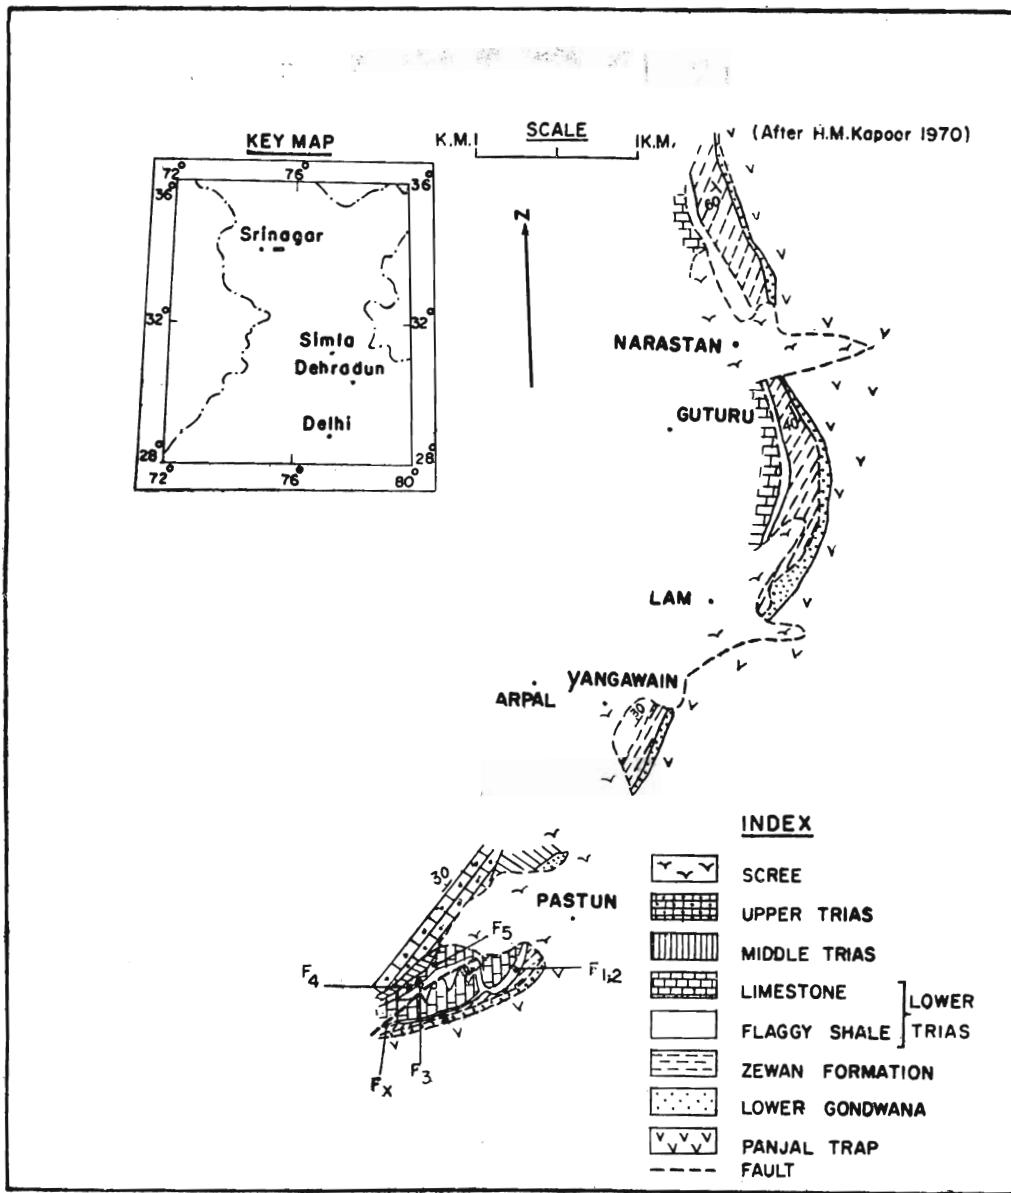 KEY MAP
72° 76° 36°
36°
Srinagar
32° 32
Simla
Dehradun
Delhi
28° 28
72° 76° 80°
SCALE
K.M.1 1K.M.
(After H.M.Kapoor 1970)
N
60
NARASTAN
GUTURU
40
LAM
YANGAWAIN
ARPAL
30
30
PASTUN
F5
F4
F1,2
F3
FX
INDEX
SCREE
UPPER TRIAS
MIDDLE TRIAS
LIMESTONE
LOWER
FLAGGY SHALE TRIAS
ZEWAN FORMATION
LOWER GONDWANA
PANJAL TRAP
FAULT